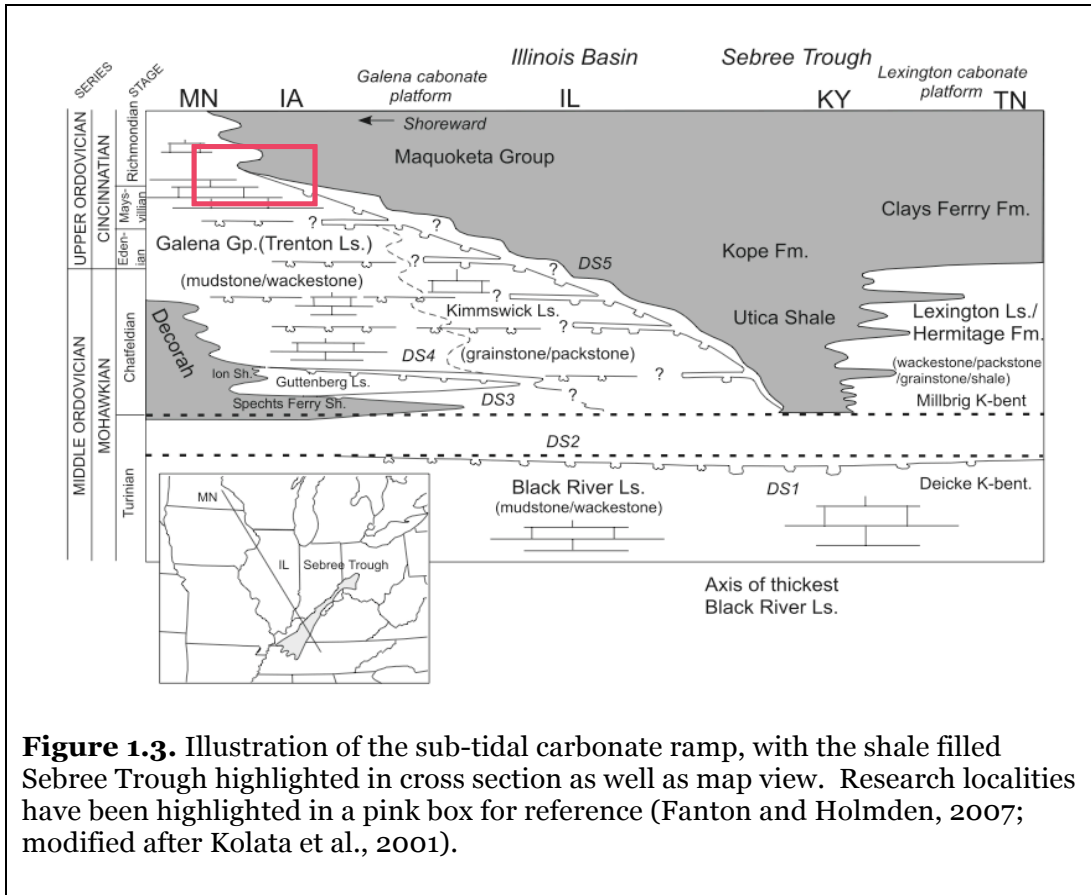 Illinois Basin
Sebree Trough
Galena cabonate
platform
Lexington cabonate
platform
SERIES
STAGE
MN
IA
IL
KY
TN
Shoreward
UPPER ORDOVICIAN
CINCINNATIAN
Richmondian
Mays-
villian
Eden-
ian
MIDDLE ORDOVICIAN
MOHAWKIAN
Chatfeldian
Turinian
Maquoketa Group
Clays Ferrry Fm.
Galena Gp.(Trenton Ls.)
(mudstone/wackestone)
?
?
?
?
?
?
?
DS5
Kope Fm.
Kimmswick Ls.
(grainstone/packstone)
Utica Shale
Lexington Ls./
Hermitage Fm.
(wackestone/packstone
/grainstone/shale)
Millbrig K-bent
Decorah
DS4
Ion Sh.
Guttenberg Ls.
Spechts Ferry Sh.
DS3
DS2
Black River Ls.
(mudstone/wackestone)
DS1
Deicke K-bent.
MN
IL
Sebree Trough
Axis of thickest
Black River Ls.
Figure 1.3. Illustration of the sub-tidal carbonate ramp, with the shale filled
Sebree Trough highlighted in cross section as well as map view. Research localities
have been highlighted in a pink box for reference (Fanton and Holmden, 2007;
modified after Kolata et al., 2001).